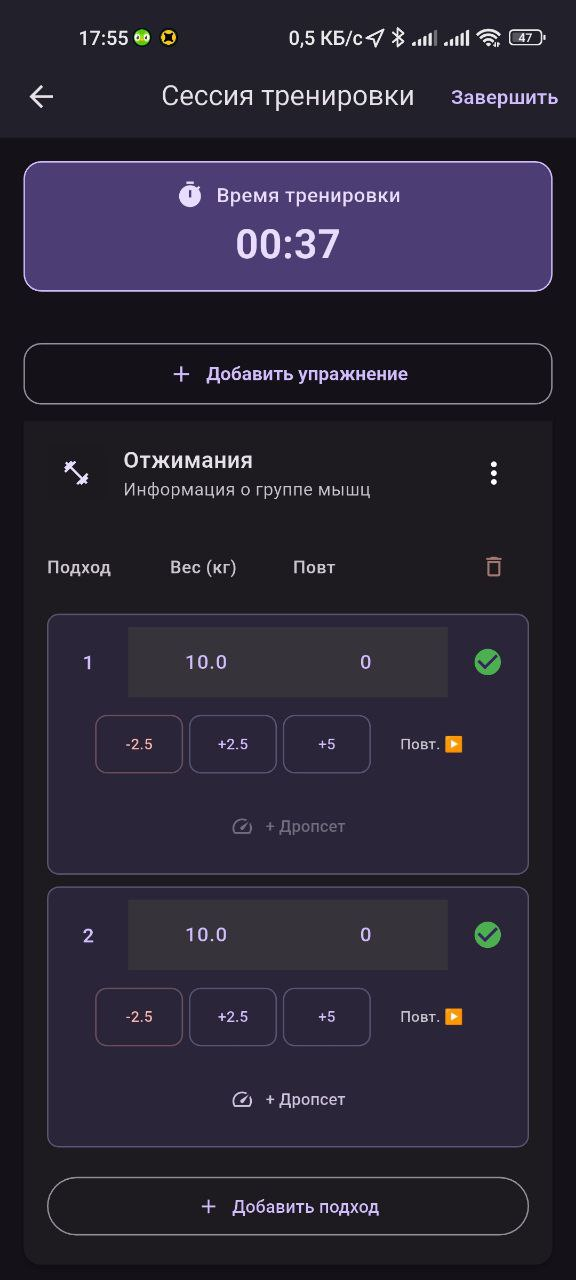 17:55 0,5 КБ/с 47
Сессия тренировки Завершить
Время тренировки
00:37
+ Добавить упражнение
Отжимания
Информация о группе мышц
Подход Вес (кг) Повт
1 10.0 0
-2.5 +2.5 +5 Повт.
+ Дропсет
2 10.0 0
-2.5 +2.5 +5 Повт.
+ Дропсет
+ Добавить подход